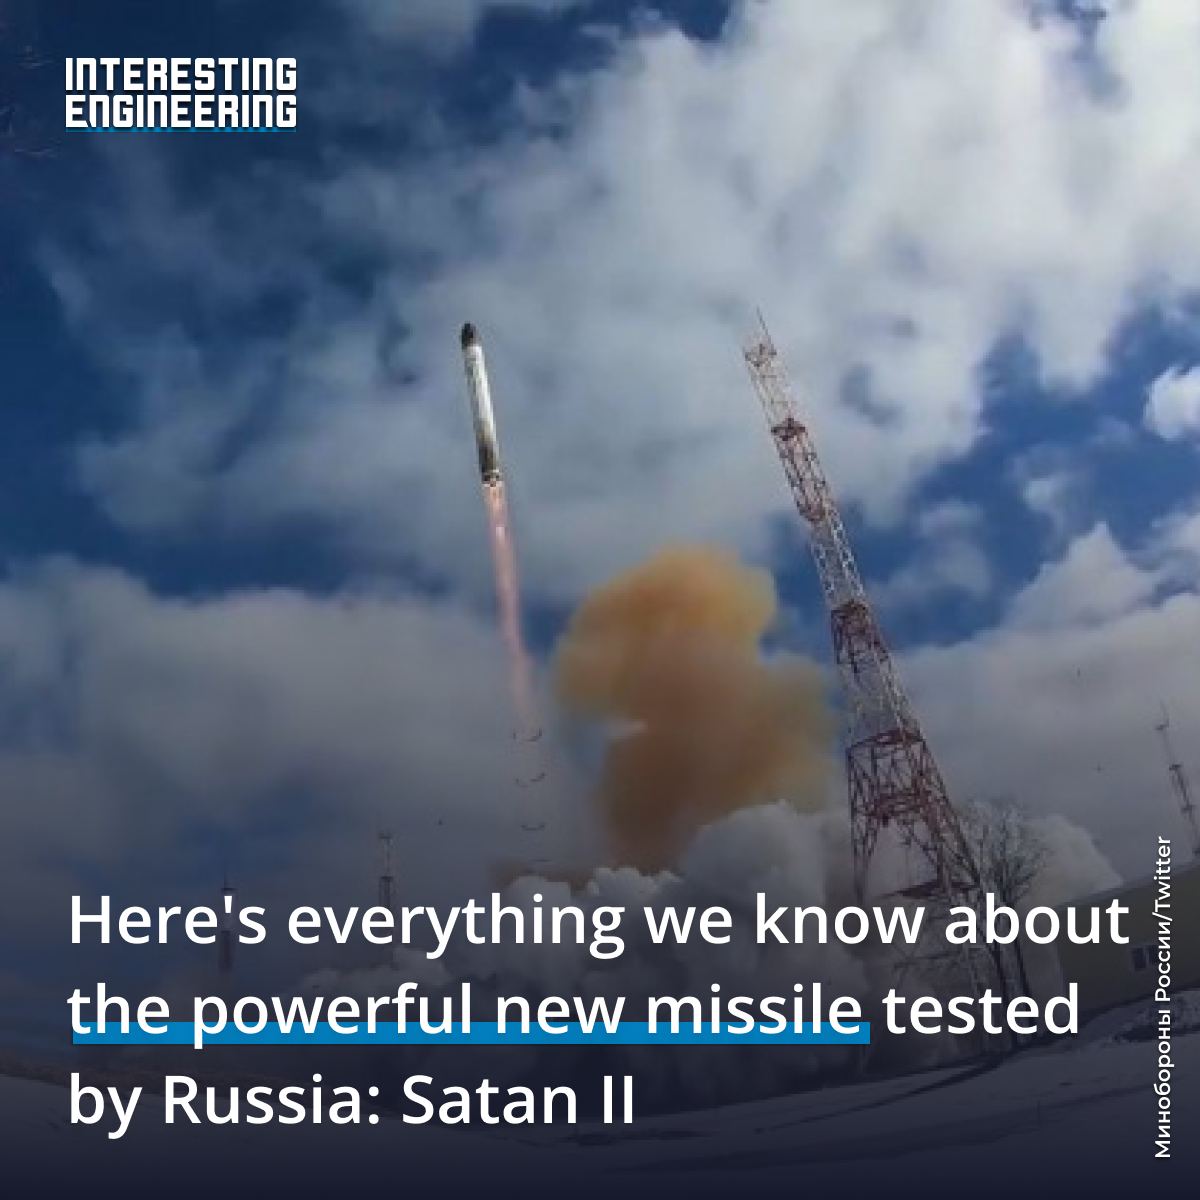 INTERESTING
ENGINEERING
Here's everything we know about
the powerful new missile tested
by Russia: Satan II
Минобороны России/Twitter